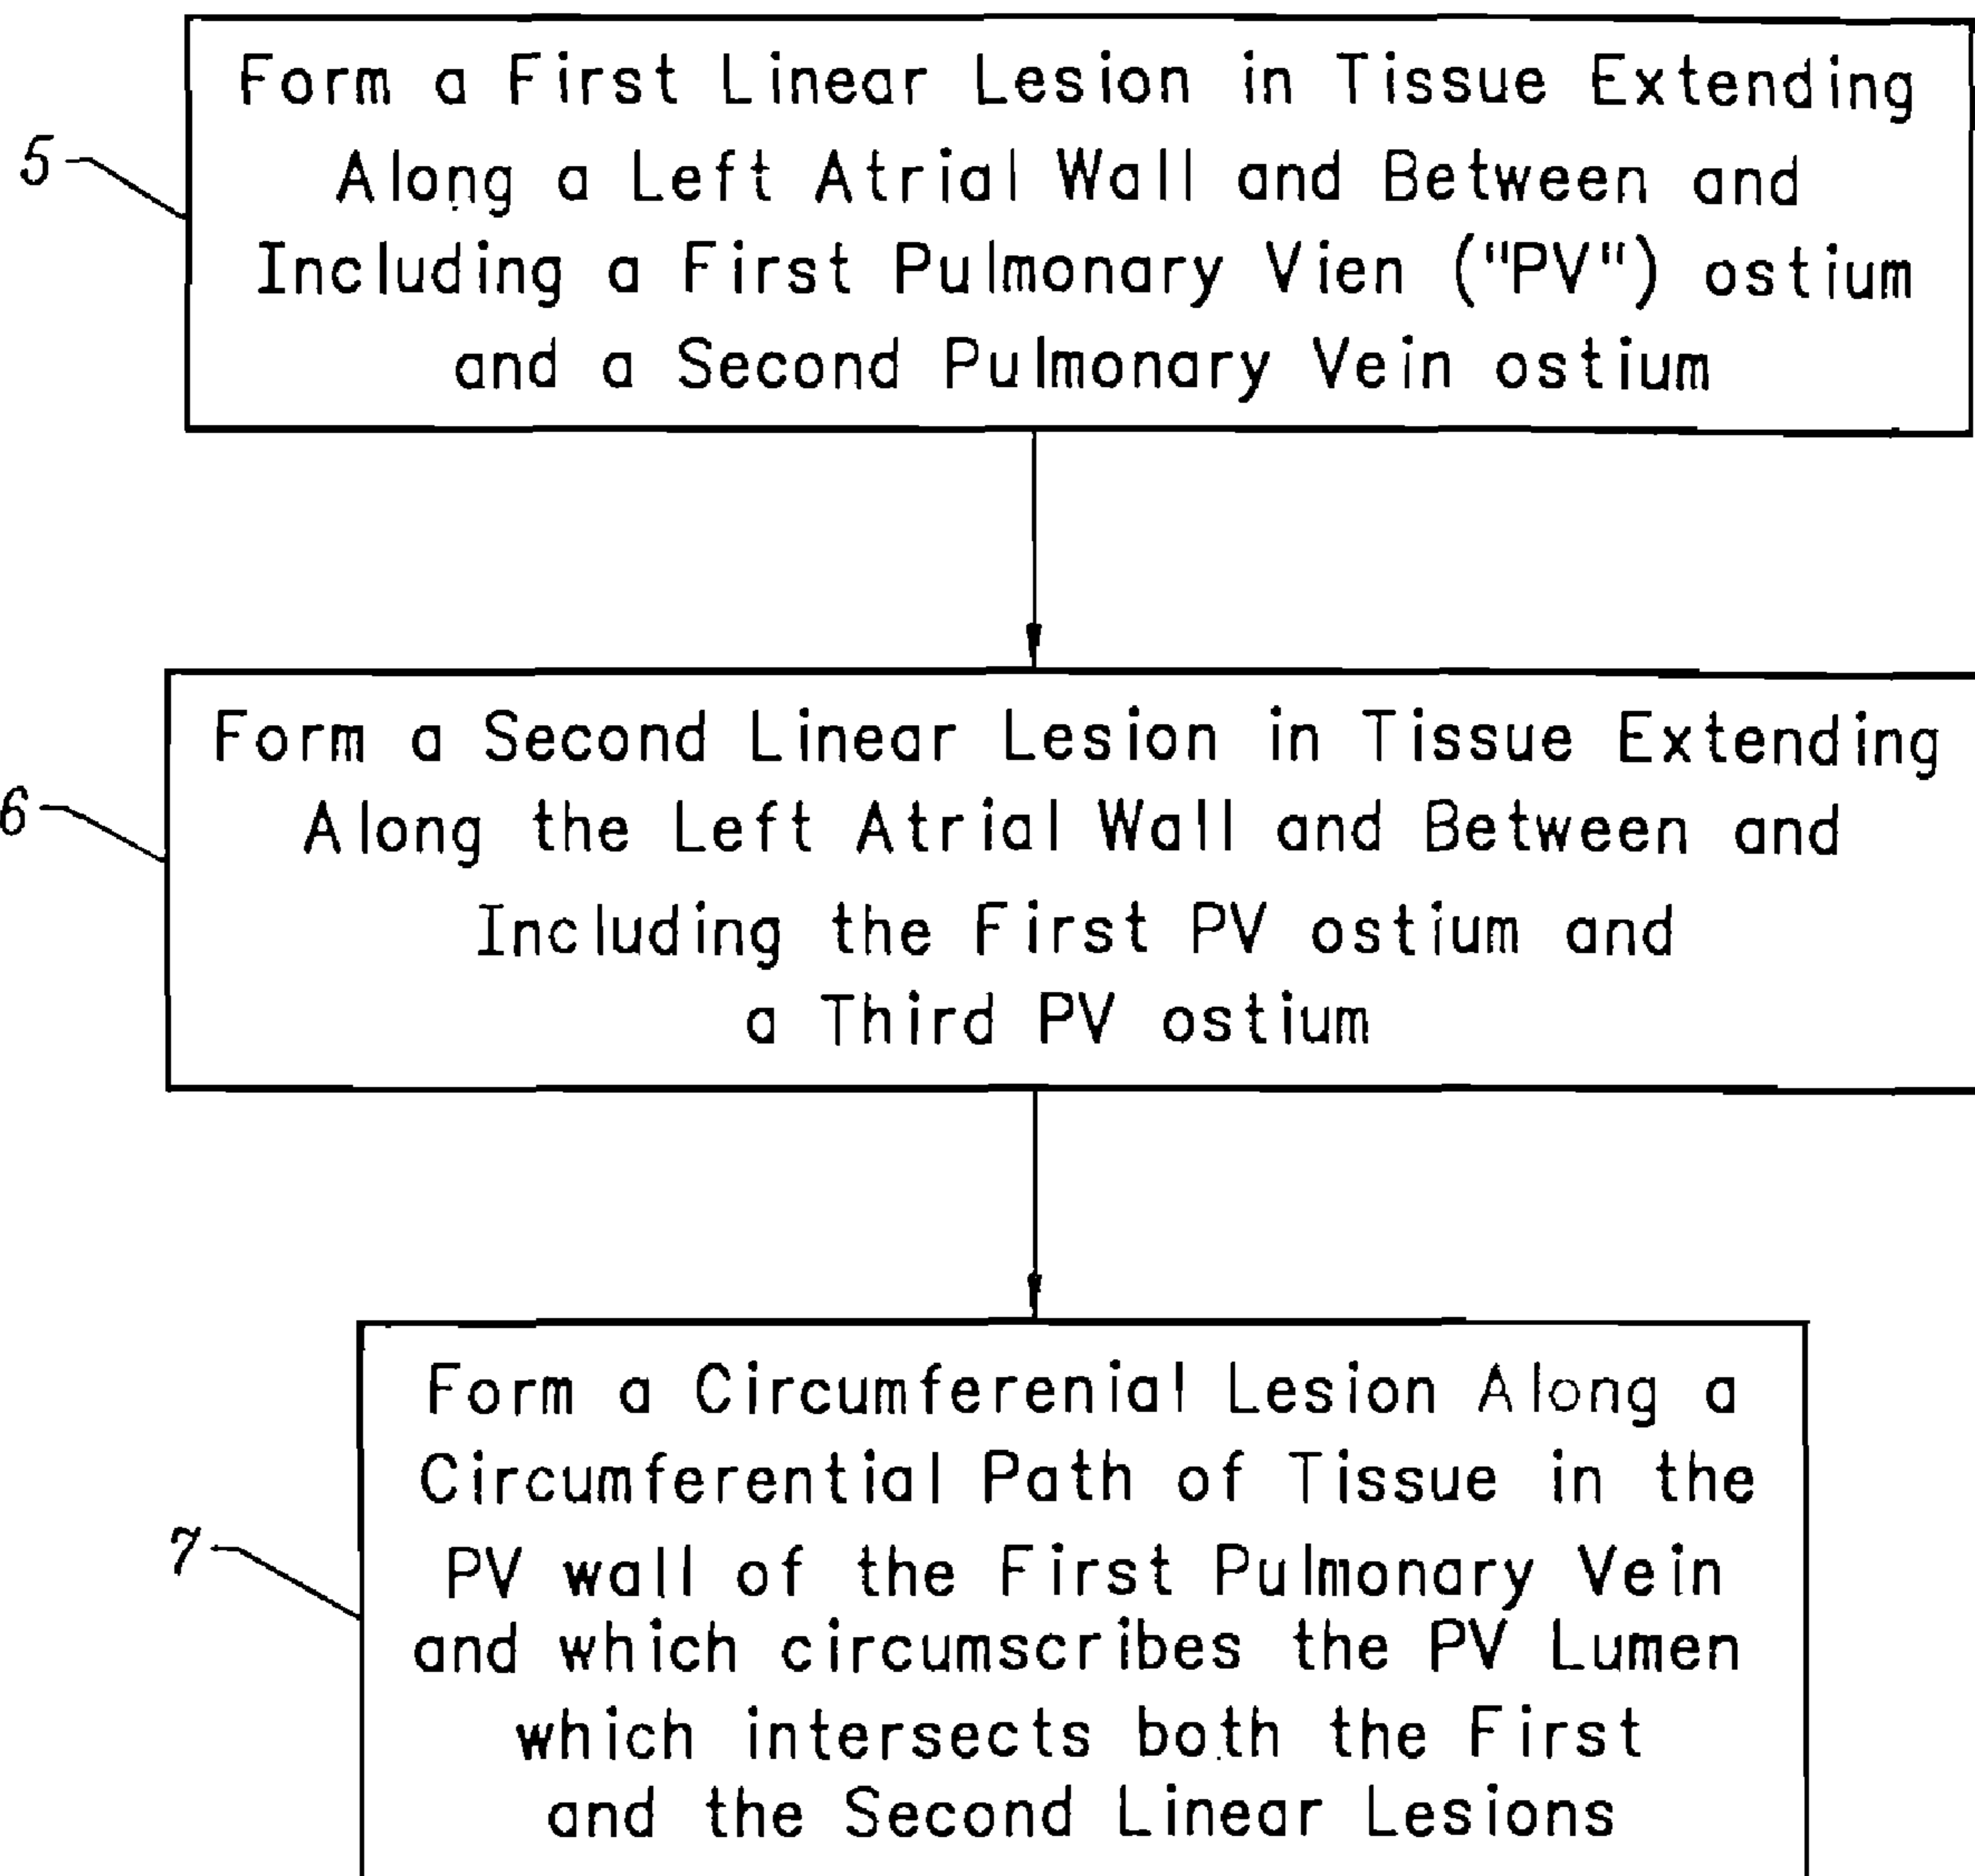 Form a First Linear Lesion in Tissue Extending
5
Along a Left Atrial Wall and Between and
Including a First Pulmonary Vien ("PV") ostium
and a Second Pulmonary Vein ostium
Form a Second Linear Lesion in Tissue Extending
6
Along the Left Atrial Wall and Between and
Including the First PV ostium and
a Third PV ostium
Form a Circumferenial Lesion Along a
Circumferential Path of Tissue in the
7
PV wall of the First Pulmonary Vein
and which circumscribes the PV Lumen
which intersects both the First
and the Second Linear Lesions